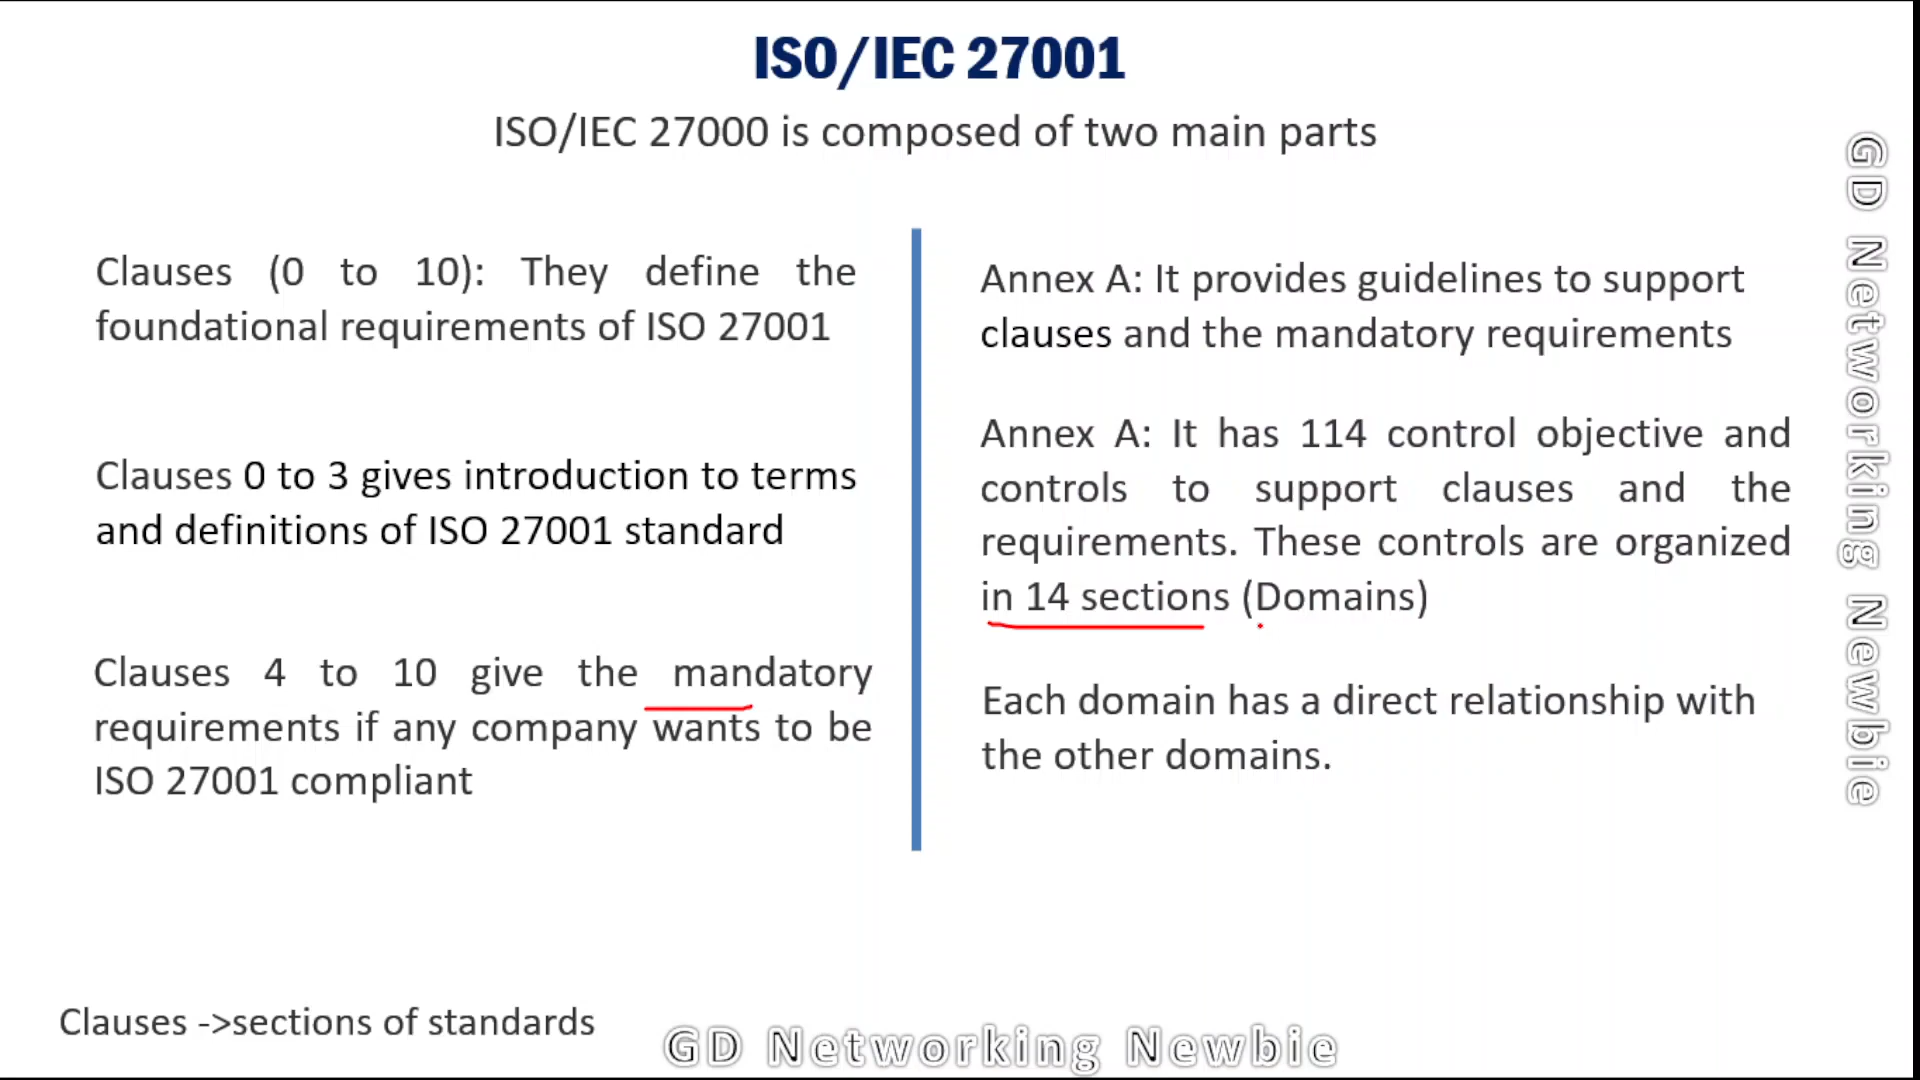 ISO/IEC 27001
ISO/IEC 27000 is composed of two main parts
Clauses (0 to 10): They define the
foundational requirements of ISO 27001
Clauses 0 to 3 gives introduction to terms
and definitions of ISO 27001 standard
Clauses 4 to 10 give the mandatory
requirements if any company wants to be
ISO 27001 compliant
Annex A: It provides guidelines to support
clauses and the mandatory requirements
Annex A: It has 114 control objective and
controls to support clauses and the
requirements. These controls are organized
in 14 sections (Domains)
Each domain has a direct relationship with
the other domains.
Clauses ->sections of standards
GD Networking Newbie
GD Networking Newbie